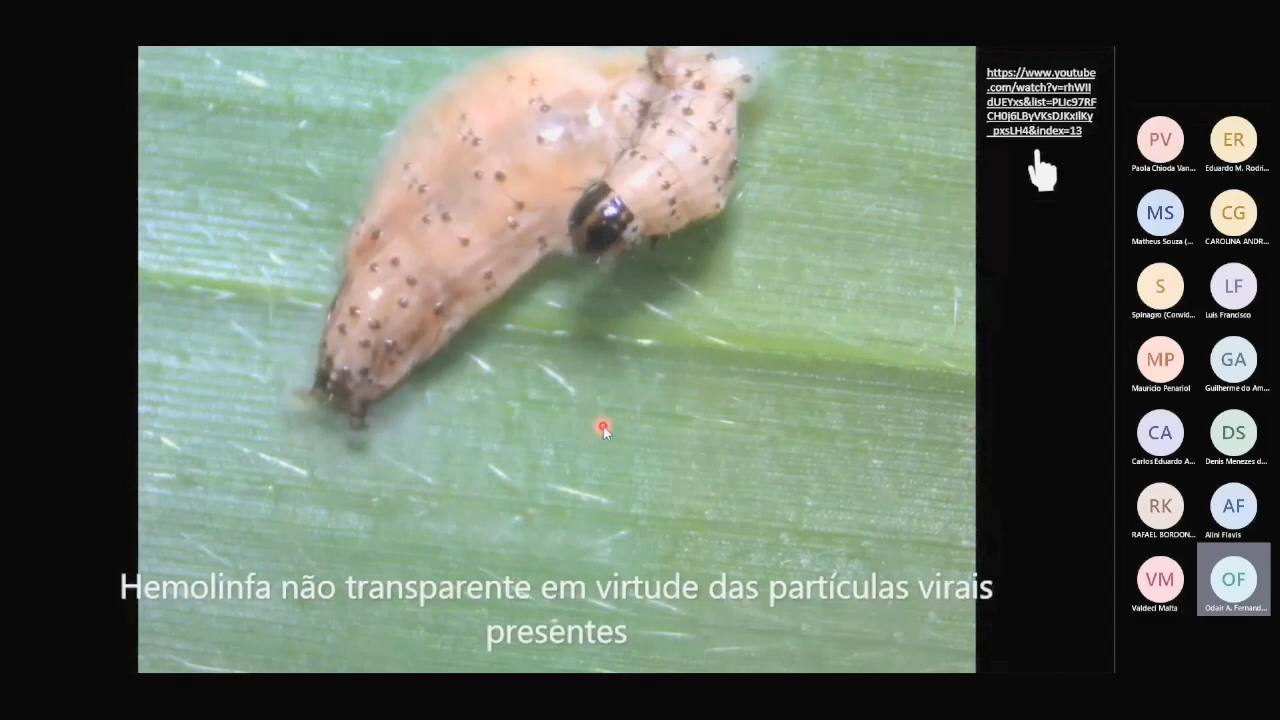 https://www.youtube
.com/watch?v=rhWII
dUEYxs&list=PLIc97RF
CH0j6LByVKsDJKxIlKy
_pxsLH4&index=13
PV
Paola Chioda Van...
ER
Eduardo M. Rodri...
MS
Matheus Souza (...
CG
CAROLINA ANDR...
S
Spinagro (Convid...
LF
Luis Francisco
MP
Mauricio Penariol
GA
Guilherme do Am...
CA
Carlos Eduardo A...
DS
Denis Menezes d...
RK
RAFAEL BORDON...
AF
Alini Flavis
VM
Valdeci Malta
OF
Odair A. Fernand...
Hemolinfa não transparente em virtude das partículas virais
presentes